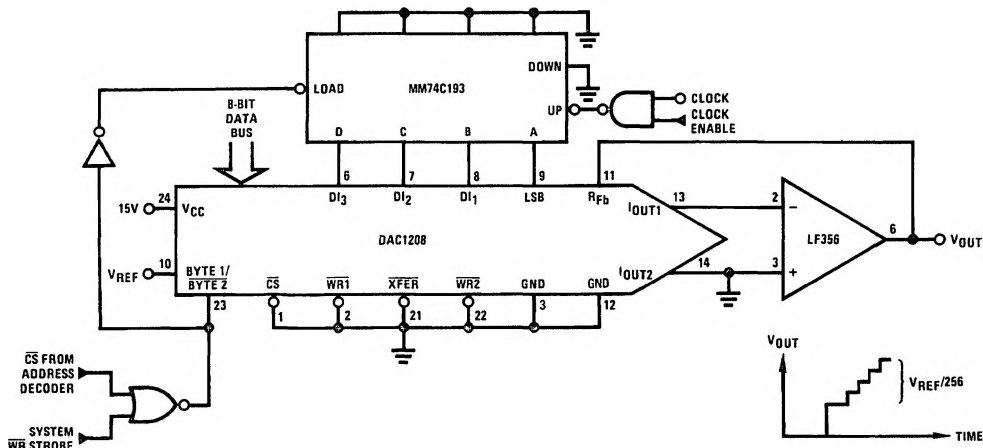 MM74C193
LOAD
DOWN
UP
D C B A
8-BIT
DATA
BUS
CLOCK
CLOCK
ENABLE
6 7 8 9 11
DI3 DI2 DI1 LSB RFb
IOUT1
13
24
15V
VCC
DAC1208
10
VREF
BYTE 1/
BYTE 2
23
IOUT2
14
CS WR1 XFER WR2 GND GND
1 2 21 22 3 12
2
−
LF356
6
VOUT
3
+
CS FROM
ADDRESS
DECODER
SYSTEM
WR STROBE
VOUT
VREF/256
TIME